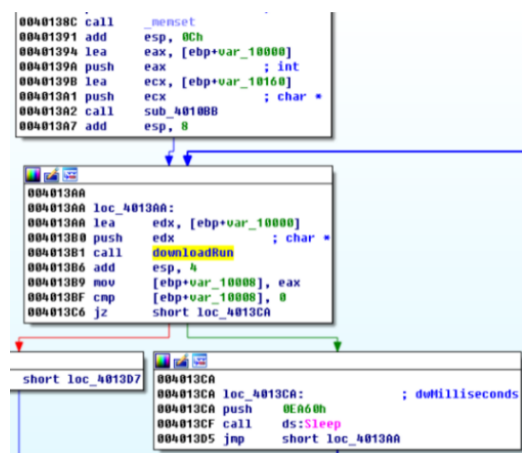 0040138C call    _memset
00401391 add     esp, 0Ch
00401394 lea     eax, [ebp+var_10000]
0040139A push    eax             ; int
0040139B lea     ecx, [ebp+var_10160]
004013A1 push    ecx             ; char *
004013A2 call    sub_4010BB
004013A7 add     esp, 8
004013AA
004013AA loc_4013AA:
004013AA lea     edx, [ebp+var_10000]
004013B0 push    edx             ; char *
004013B1 call    downloadRun
004013B6 add     esp, 4
004013B9 mov     [ebp+var_10008], eax
004013BF cmp     [ebp+var_10008], 0
004013C6 jz      short loc_4013CA
short loc_4013D7
004013CA
004013CA loc_4013CA:             ; dwMilliseconds
004013CA push    0EA60h
004013CF call    ds:Sleep
004013D5 jmp     short loc_4013AA